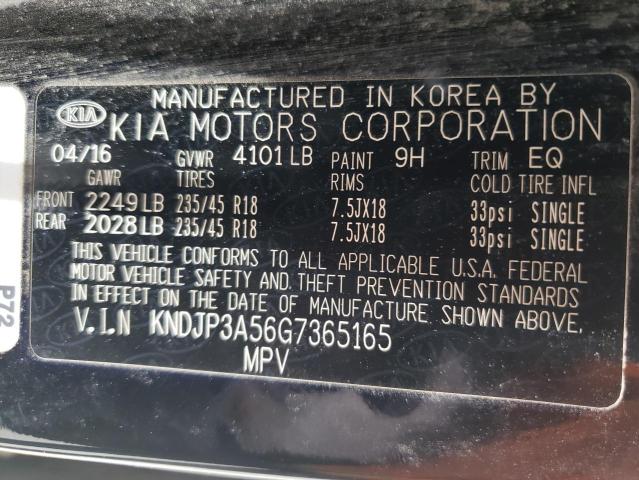 MANUFACTURED IN KOREA BY
KIA KIA MOTORS CORPORATION
04/16 GVWR 4101 LB PAINT 9H TRIM EQ
GAWR TIRES RIMS COLD TIRE INFL
FRONT 2249 LB 235/45 R18 7.5JX18 33psi SINGLE
REAR 2028 LB 235/45 R18 7.5JX18 33psi SINGLE
THIS VEHICLE CONFORMS TO ALL APPLICABLE U.S.A. FEDERAL
MOTOR VEHICLE SAFETY AND THEFT PREVENTION STANDARDS
IN EFFECT ON THE DATE OF MANUFACTURE SHOWN ABOVE.
V.I.N KNDJP3A56G7365165
MPV
P72